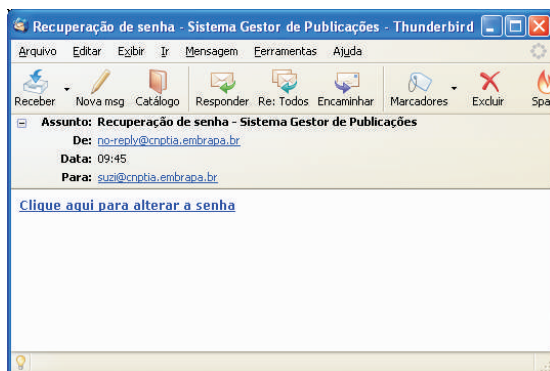 Recuperação de senha - Sistema Gestor de Publicações - Thunderbird
Arquivo Editar Exibir Ir Mensagem Ferramentas Ajuda
Receber Nova msg Catálogo Responder Re: Todos Encaminhar Marcadores Excluir Spa
Assunto: Recuperação de senha - Sistema Gestor de Publicações
De: no-reply@cnptia.embrapa.br
Data: 09:45
Para: suzi@cnptia.embrapa.br
Clique aqui para alterar a senha